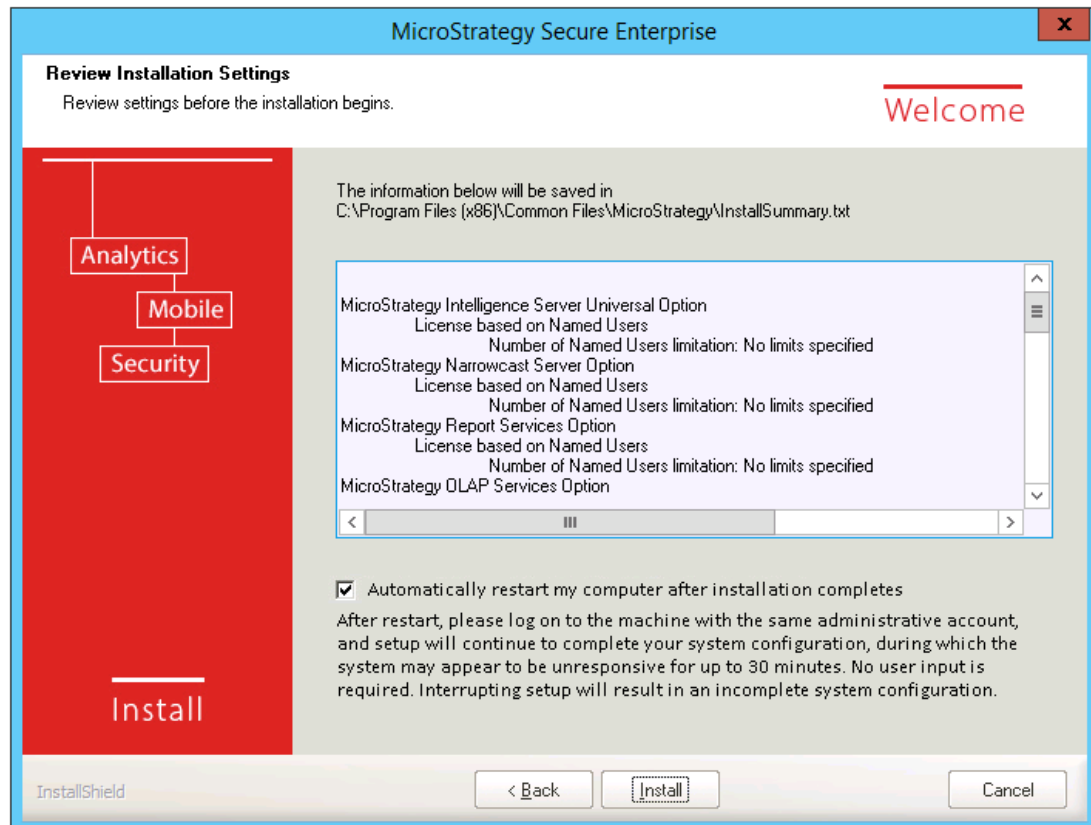 MicroStrategy Secure Enterprise
x
Review Installation Settings
Review settings before the installation begins.
Welcome
Analytics
Mobile
Security
Install
The information below will be saved in
C:\Program Files (x86)\Common Files\MicroStrategy\InstallSummary.txt
MicroStrategy Intelligence Server Universal Option
License based on Named Users
Number of Named Users limitation: No limits specified
MicroStrategy Narrowcast Server Option
License based on Named Users
Number of Named Users limitation: No limits specified
MicroStrategy Report Services Option
License based on Named Users
Number of Named Users limitation: No limits specified
MicroStrategy OLAP Services Option
Automatically restart my computer after installation completes
After restart, please log on to the machine with the same administrative account,
and setup will continue to complete your system configuration, during which the
system may appear to be unresponsive for up to 30 minutes. No user input is
required. Interrupting setup will result in an incomplete system configuration.
InstallShield
< Back
Install
Cancel